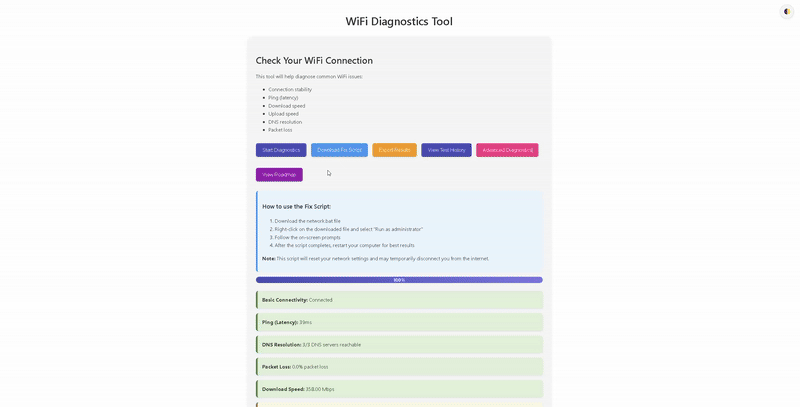 WiFi Diagnostics Tool
Check Your WiFi Connection
This tool will help diagnose common WiFi issues:
Connection stability
Ping (latency)
Download speed
Upload speed
DNS resolution
Packet loss
Start Diagnostics
Download Fix Script
Export Results
View Test History
Advanced Diagnostics
View Roadmap
How to use the Fix Script:
1. Download the network.bat file
2. Right-click on the downloaded file and select "Run as administrator"
3. Follow the on-screen prompts
4. After the script completes, restart your computer for best results
Note: This script will reset your network settings and may temporarily disconnect you from the internet.
Basic Connectivity: Connected
Ping (Latency): 39ms
DNS Resolution: 3/3 DNS servers reachable
Packet Loss: 0.0% packet loss
Download Speed: 358.00 Mbps